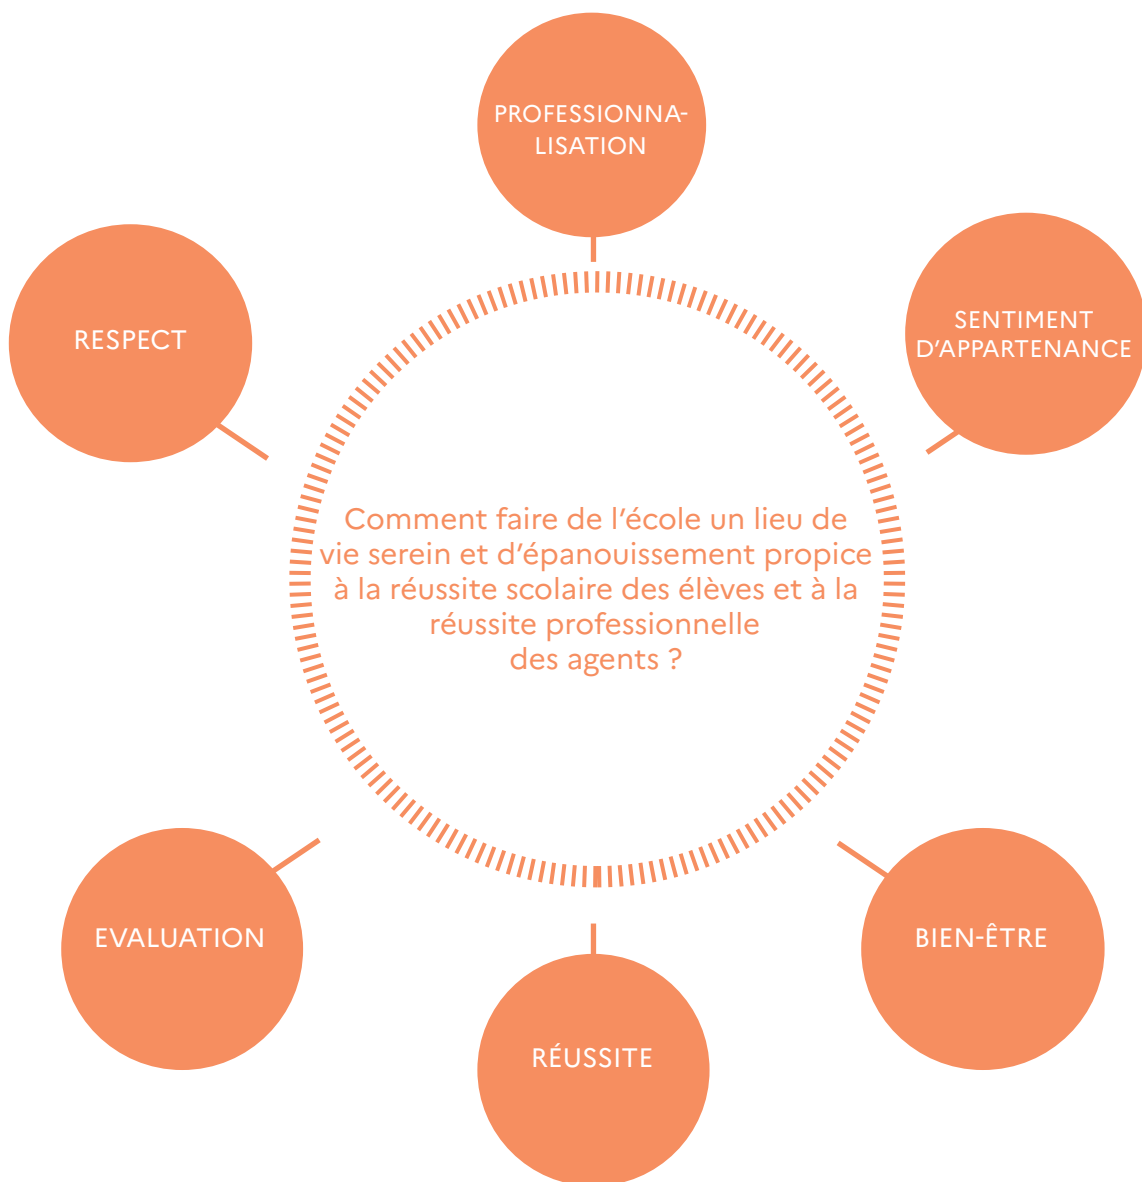 PROFESSIONNA-
LISATION
RESPECT
SENTIMENT
D'APPARTENANCE
Comment faire de l'école un lieu de
vie serein et d'épanouissement propice
à la réussite scolaire des élèves et à la
réussite professionnelle
des agents ?
EVALUATION
BIEN-ÊTRE
RÉUSSITE